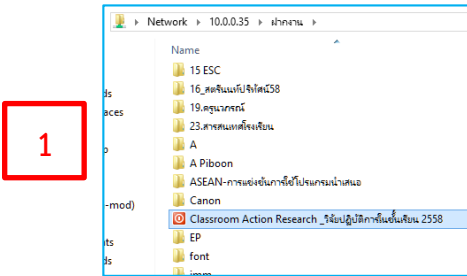 Network 10.0.0.35 ฝากงาน
Name
15 ESC
ds
16_สตรีนนท์ปริทัศน์58
aces
19.ครูนวภรณ์
23.สารสนเทศโรงเรียน
1
A
A Piboon
ASEAN-การแข่งขันการใช้โปรแกรมนำเสนอ
-mod)
Canon
Classroom Action Research _วิจัยปฏิบัติการในชั้นเรียน 2558
EP
ds
font